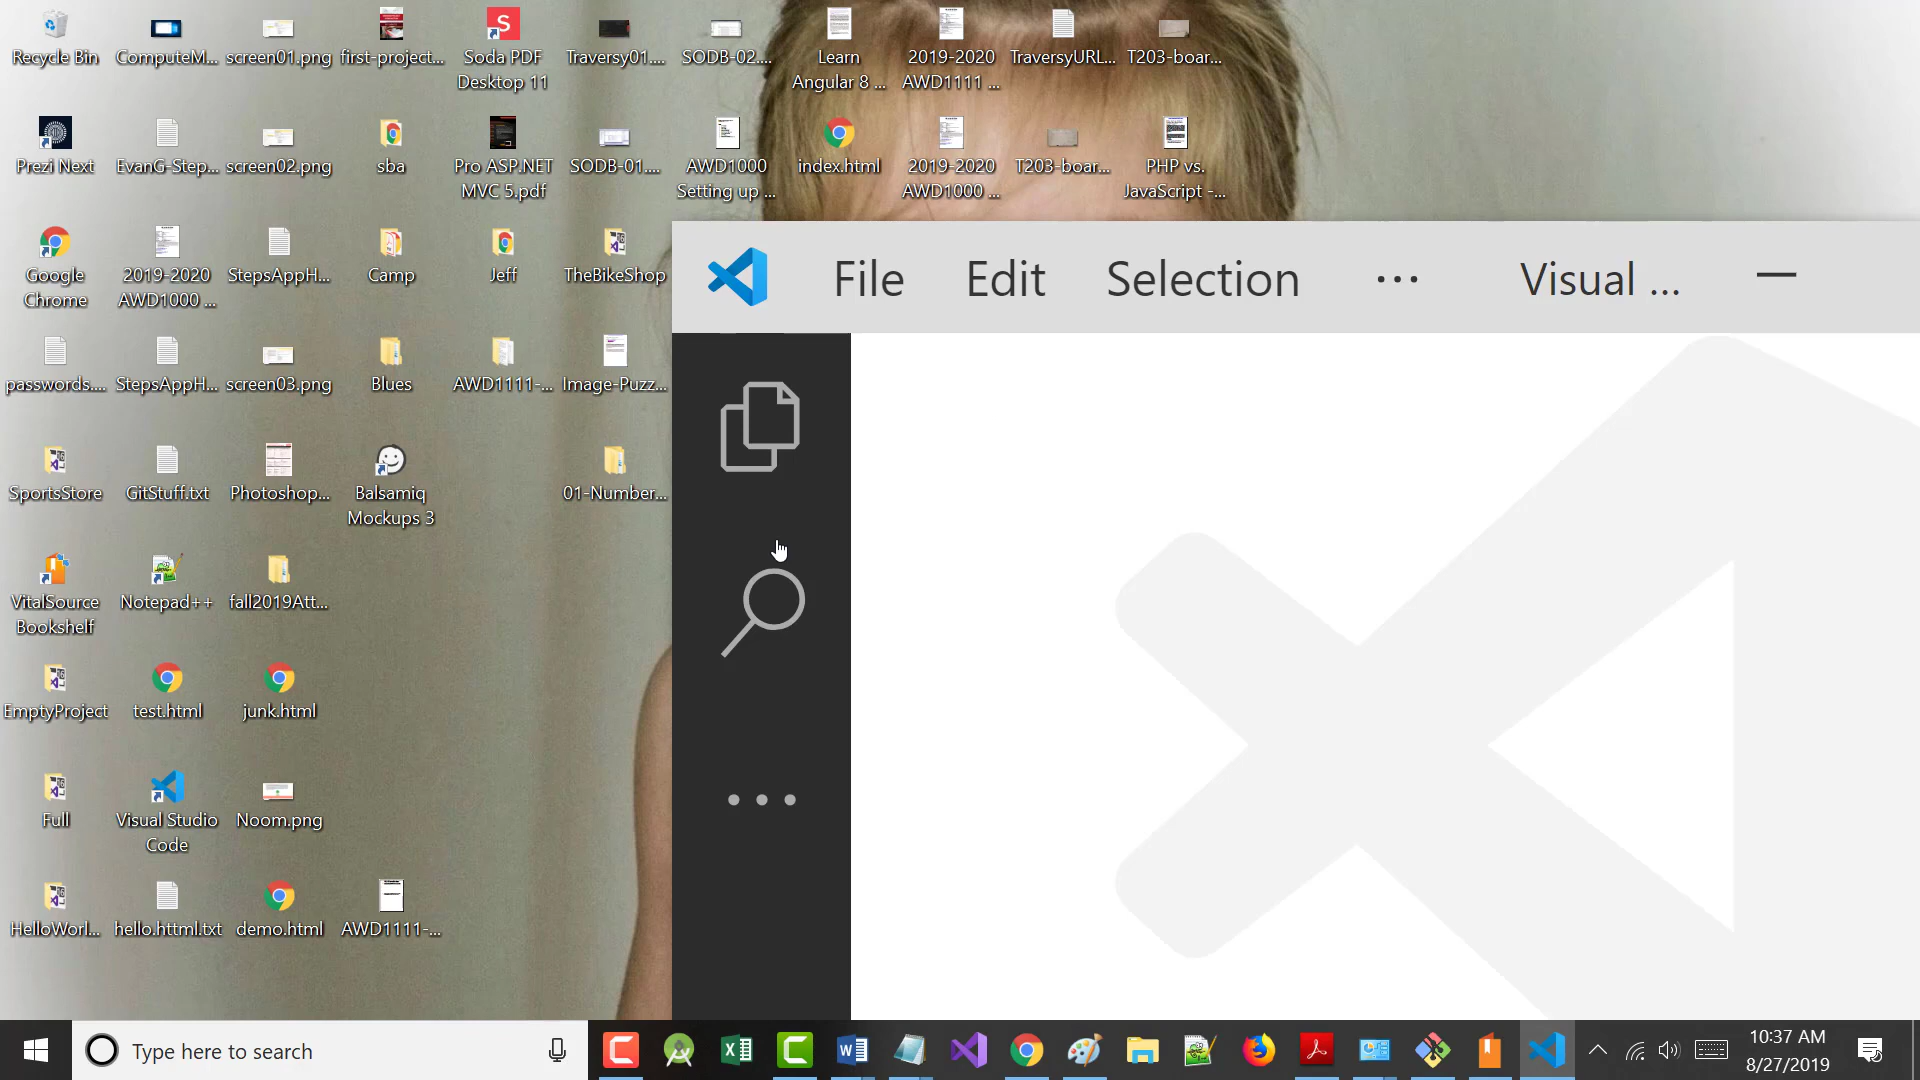 Recycle Bin
ComputeM...
screen01.png
first-project...
Soda PDF
Desktop 11
Traversy01....
SODB-02....
Learn
Angular 8 ...
2019-2020
AWD1111 ...
TraversyURL...
T203-boar...
Prezi Next
EvanG-Step...
screen02.png
sba
Pro ASP.NET
MVC 5.pdf
SODB-01....
AWD1000
Setting up ...
index.html
2019-2020
AWD1000 ...
T203-boar...
PHP vs.
JavaScript -...
Google
Chrome
2019-2020
AWD1000 ...
StepsAppH...
Camp
Jeff
TheBikeShop
File Edit Selection ... Visual ...
passwords....
StepsAppH...
screen03.png
Blues
AWD1111-...
Image-Puzz...
SportsStore
GitStuff.txt
Photoshop...
Balsamiq
Mockups 3
01-Number...
VitalSource
Bookshelf
Notepad++
fall2019Att...
EmptyProject
test.html
junk.html
Full
Visual Studio
Code
Noom.png
HelloWorl...
hello.httml.txt
demo.html
AWD1111-...
Type here to search
10:37 AM
8/27/2019